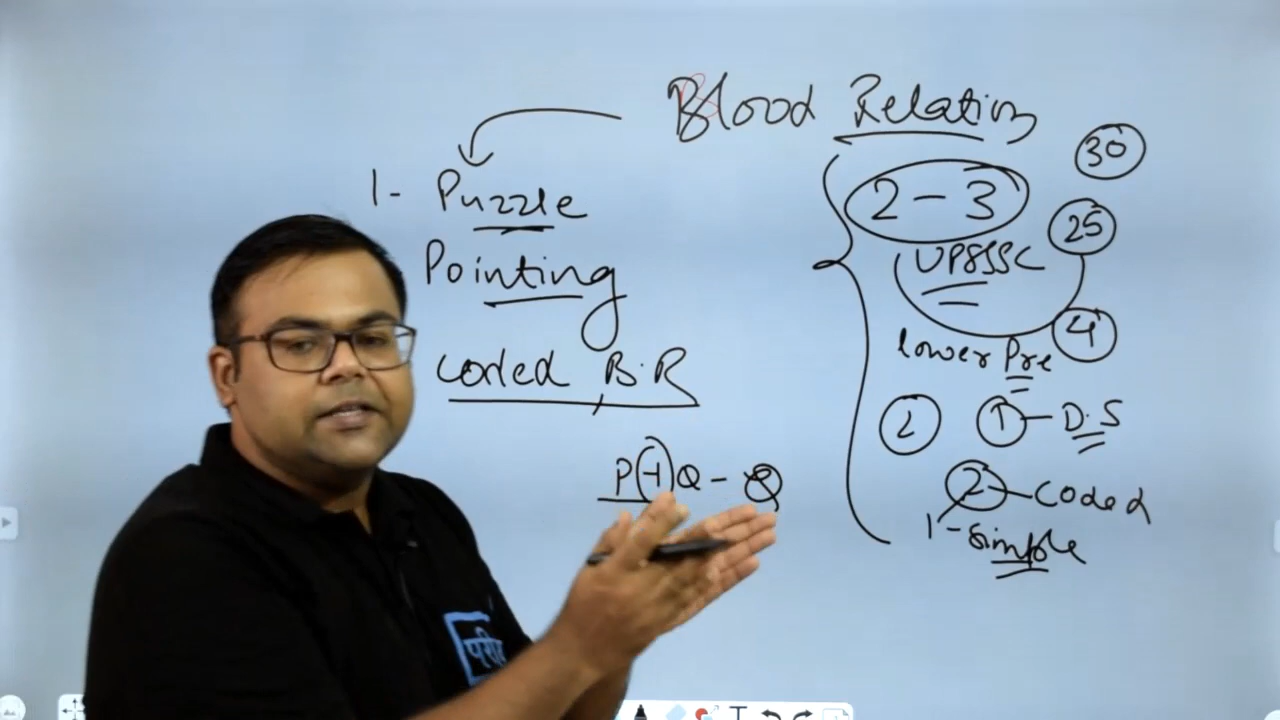 Blood Relation
30
1- Puzzle
2 - 3
25
Pointing
UPSSSC
4
lower Pre
Coded B.R
2
1 - D.S
P + Q -
2 - Coded
1 - Simple